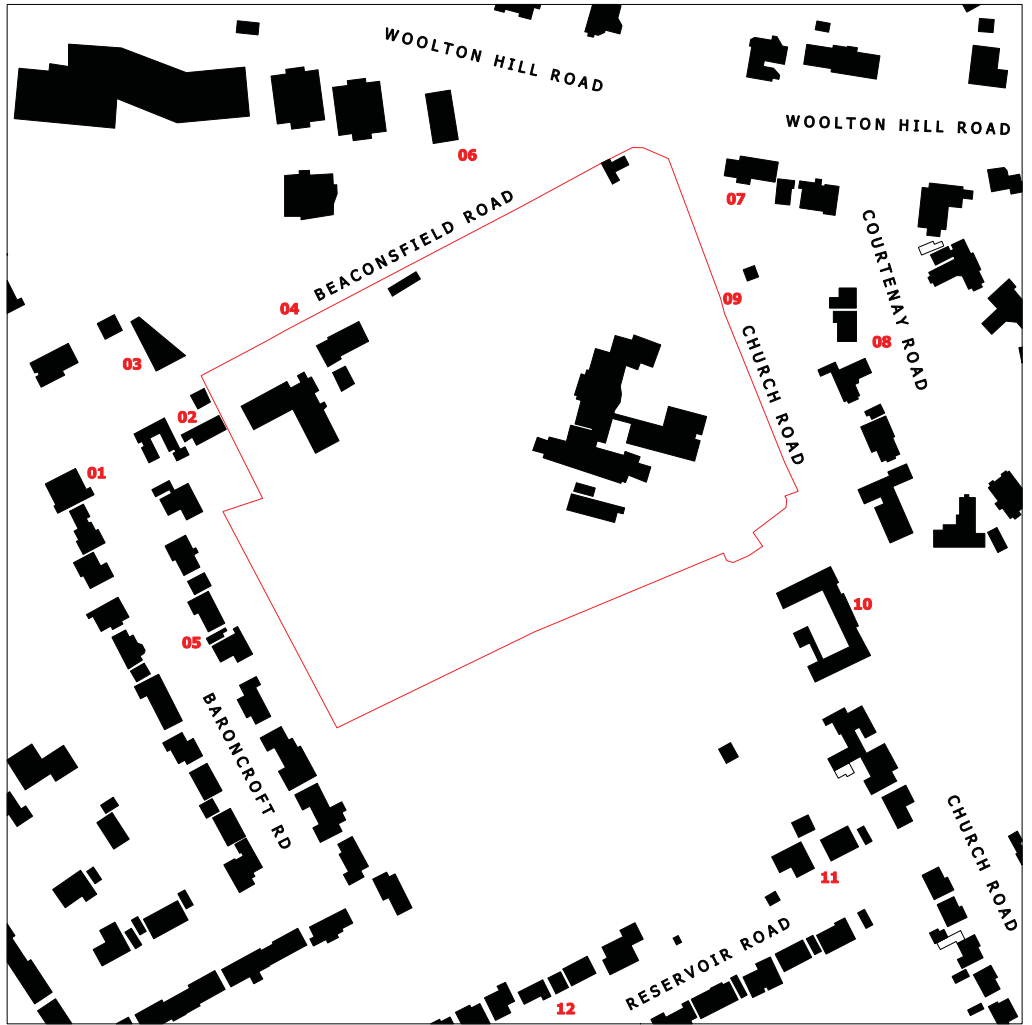 WOOLTON HILL ROAD
WOOLTON HILL ROAD
06
BEACONSFIELD ROAD
07
COURTENAY ROAD
04
09
08
03
CHURCH ROAD
02
01
10
05
BARONCROFT RD
CHURCH ROAD
11
RESERVOIR ROAD
12